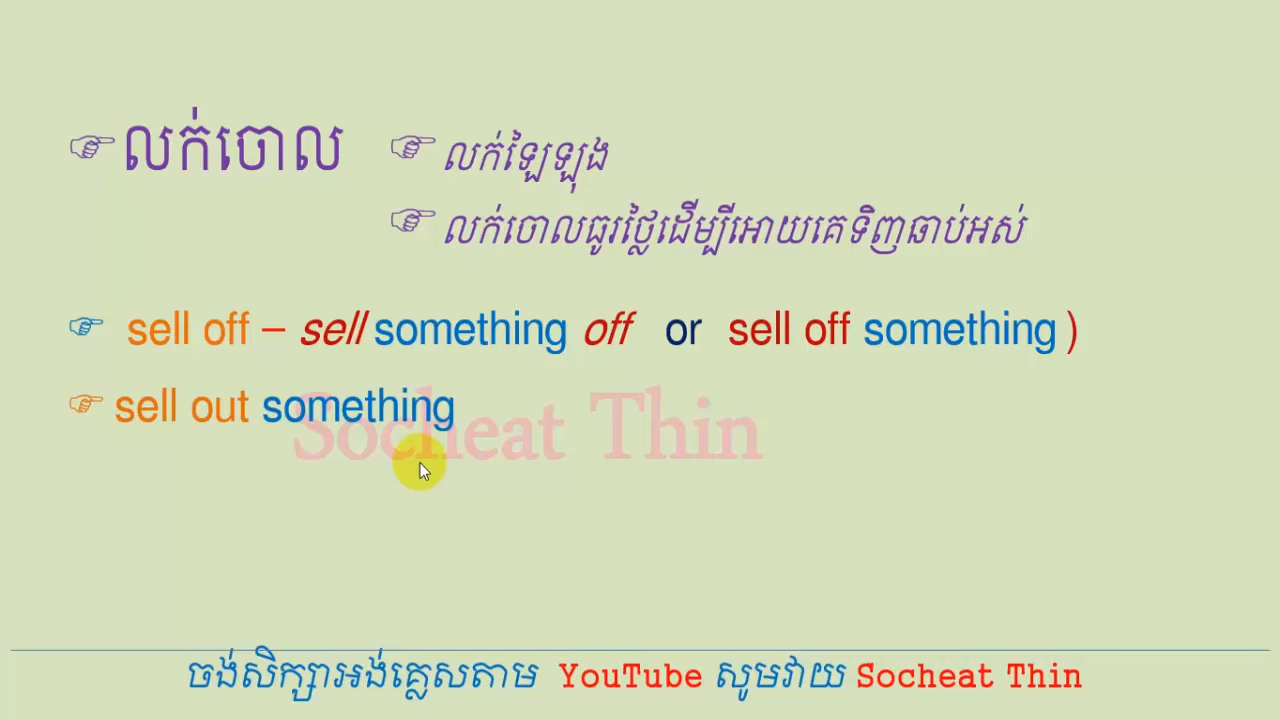 ☞លក់ចោល ☞ លក់ឡៃឡុង
☞ លក់ចោលធូរថ្លៃដើម្បីអោយគេទិញឆាប់អស់
☞ sell off – sell something off or sell off something )
☞ sell out something
Socheat Thin
ចង់សិក្សាអង់គ្លេសតាម YouTube សូមវាយ Socheat Thin